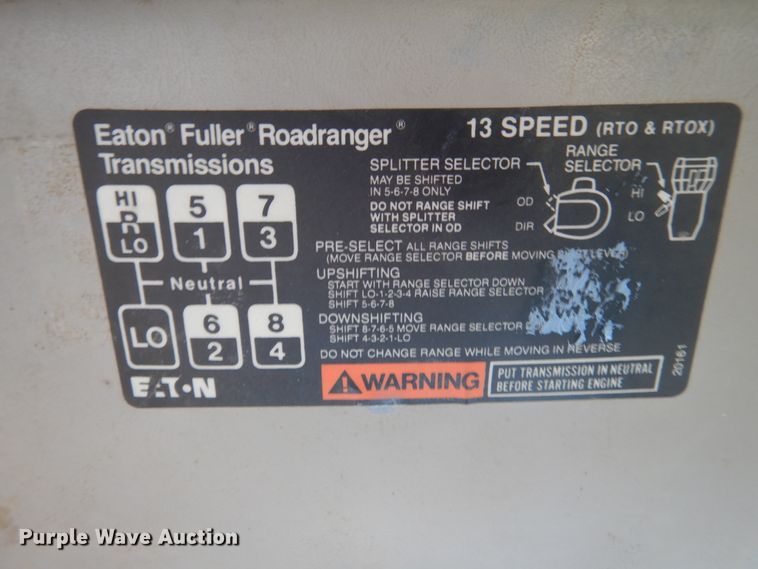 Eaton® Fuller® Roadranger®
Transmissions
13 SPEED (RTO & RTOX)
HI
R
LO
5
1
7
3
Neutral
LO
6
2
8
4
EATON
SPLITTER SELECTOR
MAY BE SHIFTED
IN 5-6-7-8 ONLY
DO NOT RANGE SHIFT
WITH SPLITTER
SELECTOR IN OD
OD
DIR
RANGE
SELECTOR
HI
LO
PRE-SELECT ALL RANGE SHIFTS
(MOVE RANGE SELECTOR BEFORE MOVING LEVER)
UPSHIFTING
START WITH RANGE SELECTOR DOWN
SHIFT LO-1-2-3-4 RAISE RANGE SELECTOR
SHIFT 5-6-7-8
DOWNSHIFTING
SHIFT 8-7-6-5 MOVE RANGE SELECTOR
SHIFT 4-3-2-1-LO
DO NOT CHANGE RANGE WHILE MOVING IN REVERSE
WARNING
PUT TRANSMISSION IN NEUTRAL
BEFORE STARTING ENGINE
20161
Purple Wave Auction